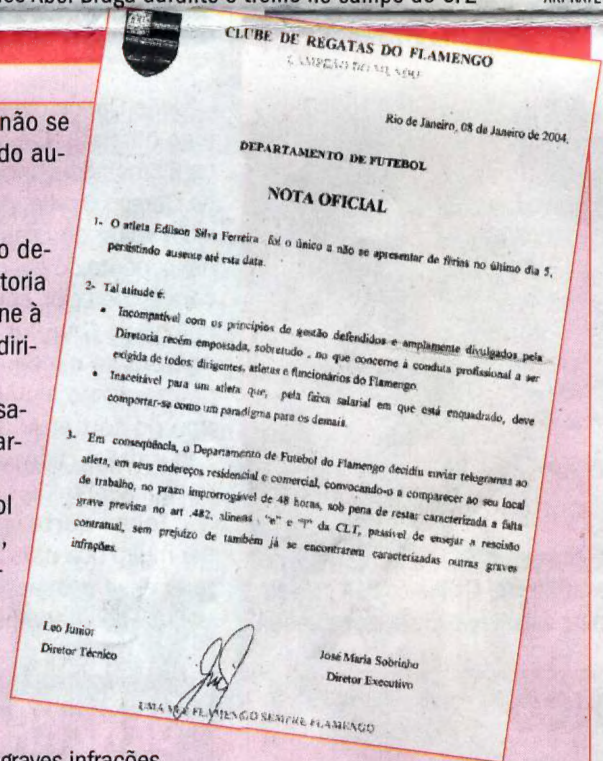 CLUBE DE REGATAS DO FLAMENGO
CAMPEÃO DO MUNDO
Rio de Janeiro, 08 de Janeiro de 2004.
DEPARTAMENTO DE FUTEBOL
NOTA OFICIAL
1- O atleta Edilson Silva Ferreira foi o único a não se apresentar de férias no último dia 5,
persistindo ausente até esta data.
2- Tal atitude é:
• Incompatível com os princípios de gestão defendidos e amplamente divulgados pela
Diretoria recém empossada, sobretudo , no que concerne à conduta profissional a ser
exigida de todos: dirigentes, atletas e funcionários do Flamengo.
• Inaceitável para um atleta que, pela faixa salarial em que está enquadrado, deve
comportar-se como um paradigma para os demais.
3- Em conseqüência, o Departamento de Futebol do Flamengo decidiu enviar telegramas ao
atleta, em seus endereços residencial e comercial, convocando-o a comparecer ao seu local
de trabalho, no prazo improrrogável de 48 horas, sob pena de restar caracterizada a falta
grave prevista no art .482, alíneas "e" e da CLT, passível de ensejar a rescisão
contratual, sem prejuízo de também já se encontrarem caracterizadas outras graves
infrações.
Leo Junior
Diretor Técnico
José Maria Sobrinho
Diretor Executivo
UMA VEZ FLAMENGO SEMPRE FLAMENGO
não se
do au-
o de-
toria
ne à
diri-
sa-
ar-
ol
,
graves infrações